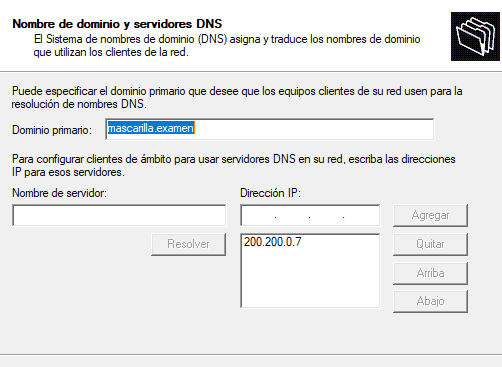 Nombre de dominio y servidores DNS
El Sistema de nombres de dominio (DNS) asigna y traduce los nombres de dominio
que utilizan los clientes de la red.
Puede especificar el dominio primario que desee que los equipos clientes de su red usen para la
resolución de nombres DNS.
Dominio primario: mascarilla.examen
Para configurar clientes de ámbito para usar servidores DNS en su red, escriba las direcciones
IP para esos servidores.
Nombre de servidor: Dirección IP:
. . . Agregar
Resolver 200.200.0.7 Quitar
Arriba
Abajo